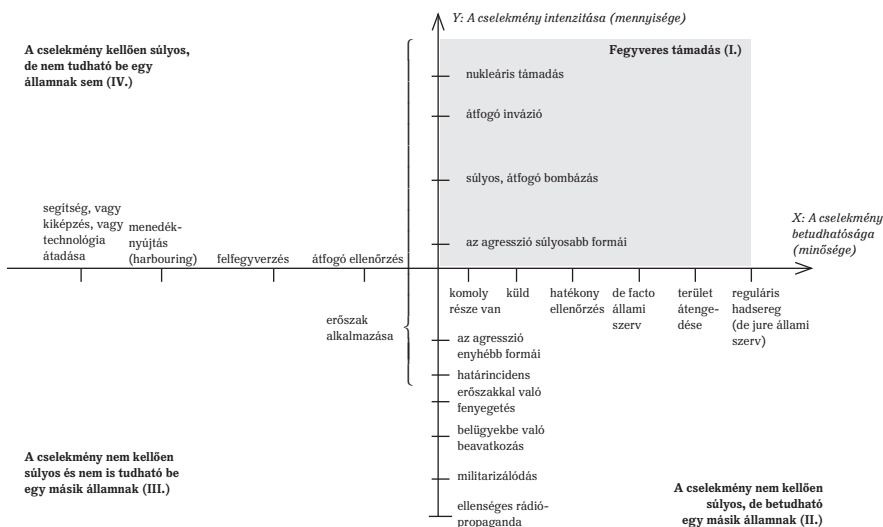 Y: A cselekmény intenzitása (mennyisége)
A cselekmény kellően súlyos,
de nem tudható be egy
államnak sem (IV.)
Fegyveres támadás (I.)
nukleáris támadás
átfogó invázió
súlyos, átfogó bombázás
az agresszió súlyosabb formái
X: A cselekmény
betudhatósága
(minősége)
segítség, vagy
kiképzés, vagy
technológia
átadása
menedék-
nyújtás
(harbouring)
felfegyverzés
átfogó ellenőrzés
komoly
része van
küld
hatékony
ellenőrzés
de facto
állami
szerv
terület
átenge-
dése
reguláris
hadsereg
(de jure állami
szerv)
erőszak
alkalmazása
az agresszió
enyhébb formái
határincidens
erőszakkal való
fenyegetés
belügyekbe való
beavatkozás
militarizálódás
ellenséges rádió-
propaganda
A cselekmény nem kellően
súlyos és nem is tudható be
egy másik államnak (III.)
A cselekmény nem kellően
súlyos, de betudható
egy másik államnak (II.)